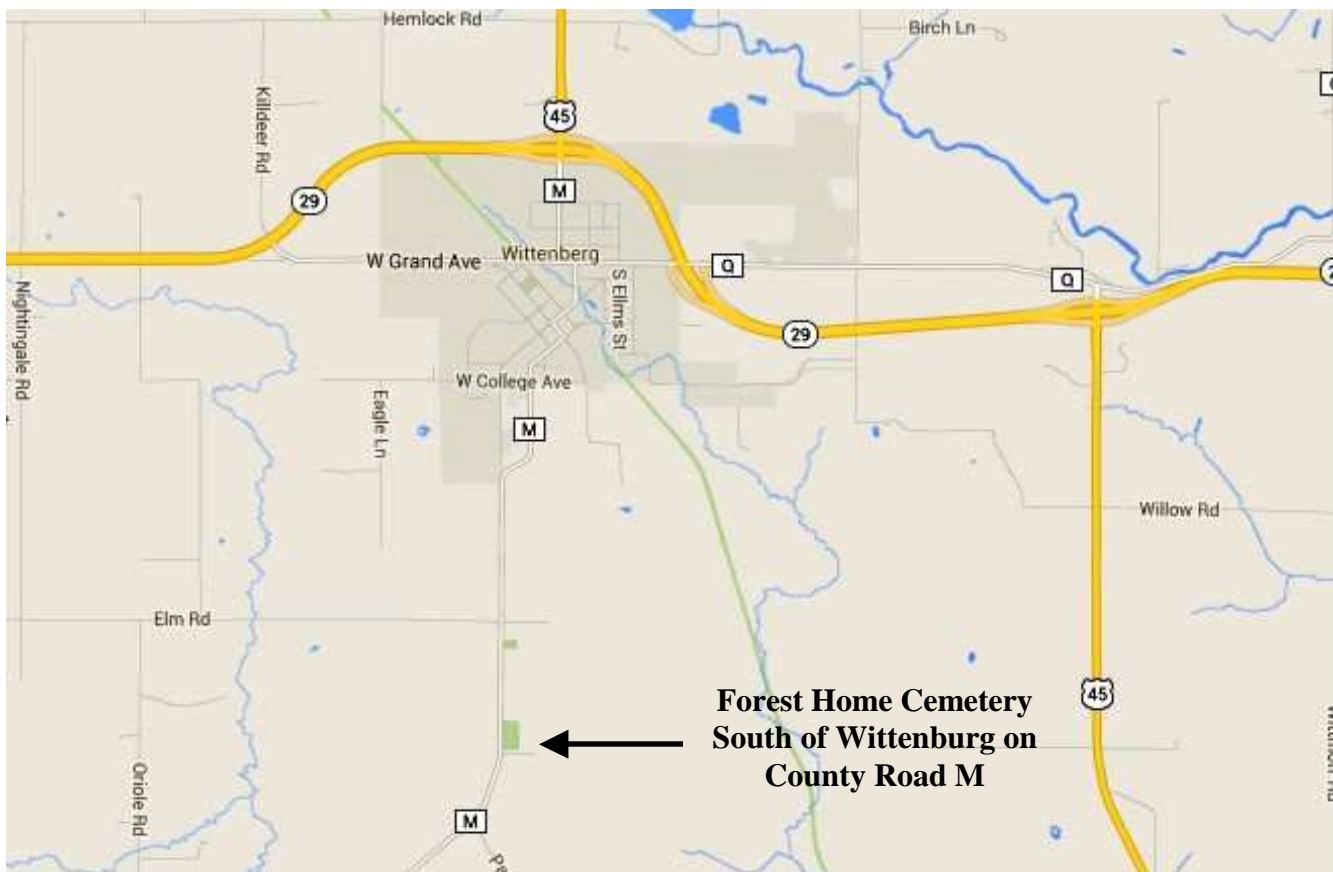 Hemlock Rd
Birch Ln
Killdeer Rd
45
M
29
W Grand Ave
Wittenberg
S Ellms St
Q
Q
29
Nightingale Rd
Eagle Ln
W College Ave
M
Willow Rd
Elm Rd
45
Oriole Rd
M
Forest Home Cemetery
South of Wittenburg on
County Road M